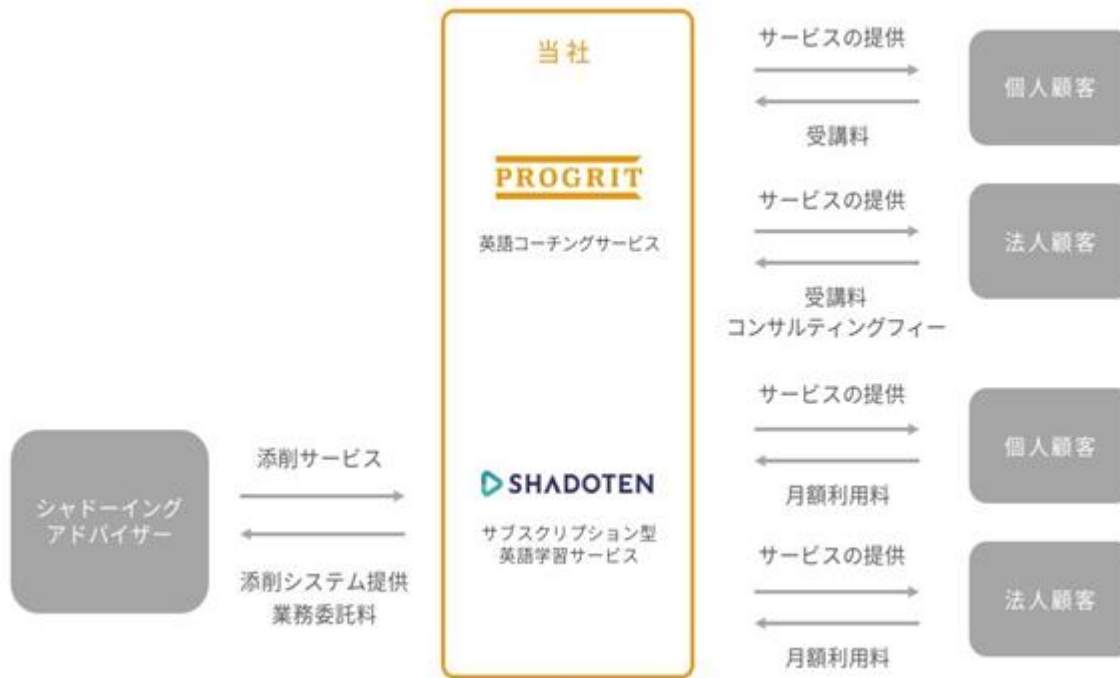 当社
PROGRIT
英語コーチングサービス
サービスの提供
受講料
個人顧客
サービスの提供
受講料
コンサルティングフィー
法人顧客
シャドーイング
アドバイザー
添削サービス
添削システム提供
業務委託料
SHADOTEN
サブスクリプション型
英語学習サービス
サービスの提供
月額利用料
個人顧客
サービスの提供
月額利用料
法人顧客